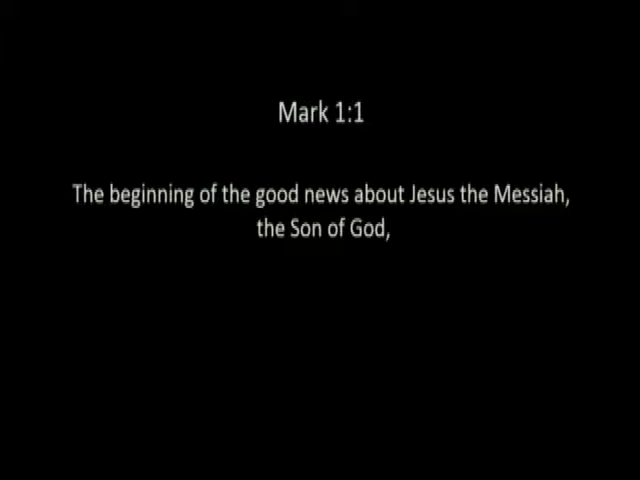 Mark 1:1
The beginning of the good news about Jesus the Messiah,
the Son of God,